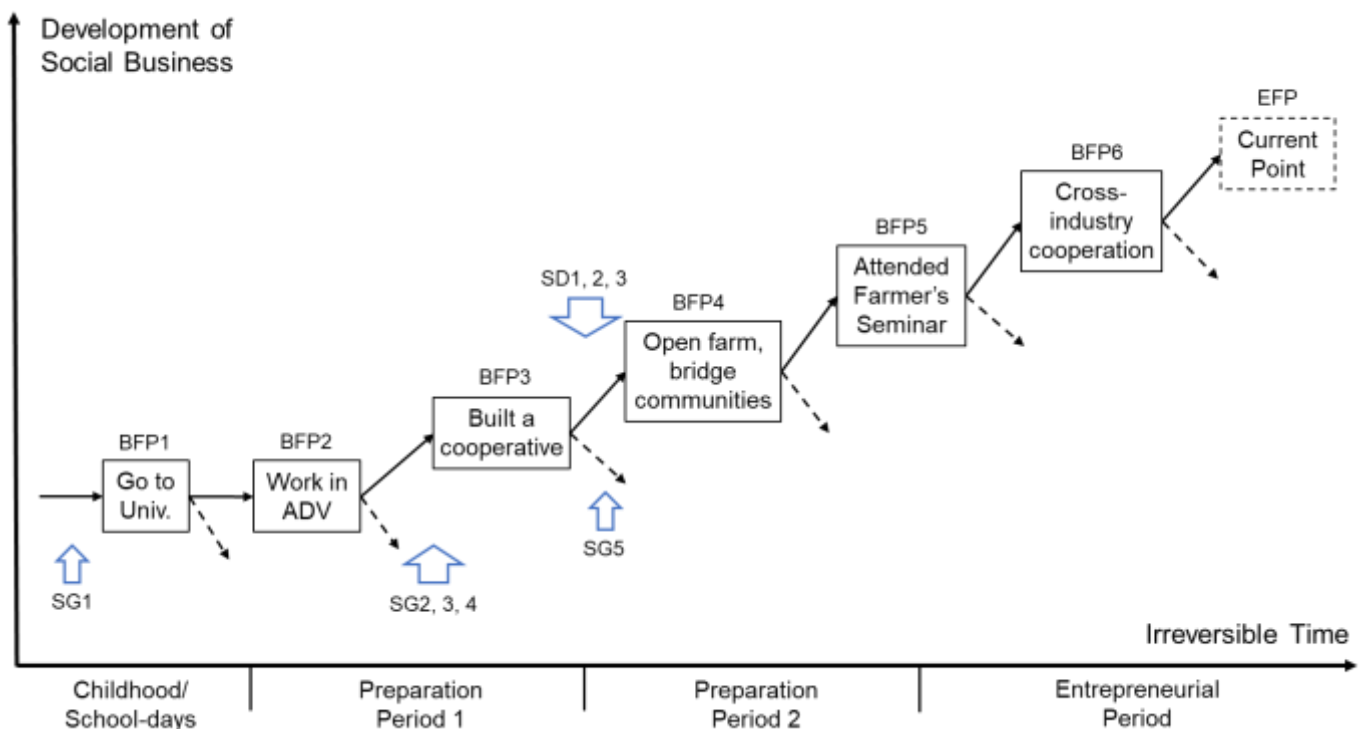 Development of
Social Business
EFP
Current
Point
BFP6
Cross-
industry
cooperation
BFP5
Attended
Farmer's
Seminar
SD1, 2, 3
BFP4
Open farm,
bridge
communities
BFP3
Built a
cooperative
BFP1
Go to
Univ.
BFP2
Work in
ADV
SG1
SG2, 3, 4
SG5
Irreversible Time
Childhood/
School-days
Preparation
Period 1
Preparation
Period 2
Entrepreneurial
Period